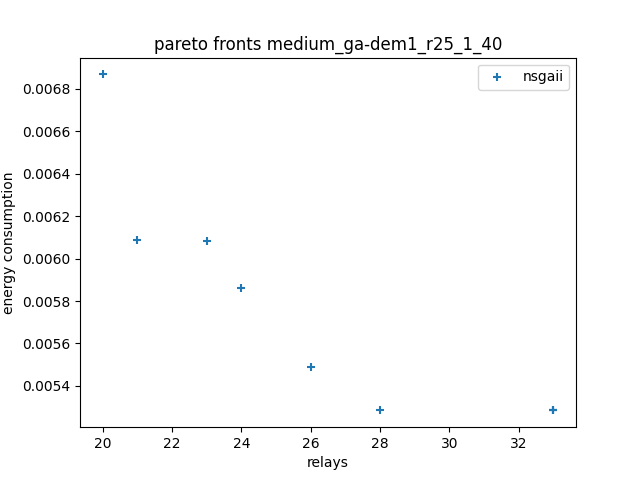 pareto fronts medium_ga-dem1_r25_1_40
nsgaii
0.0068
0.0066
0.0064
0.0062
0.0060
0.0058
0.0056
0.0054
energy consumption
20 22 24 26 28 30 32
relays